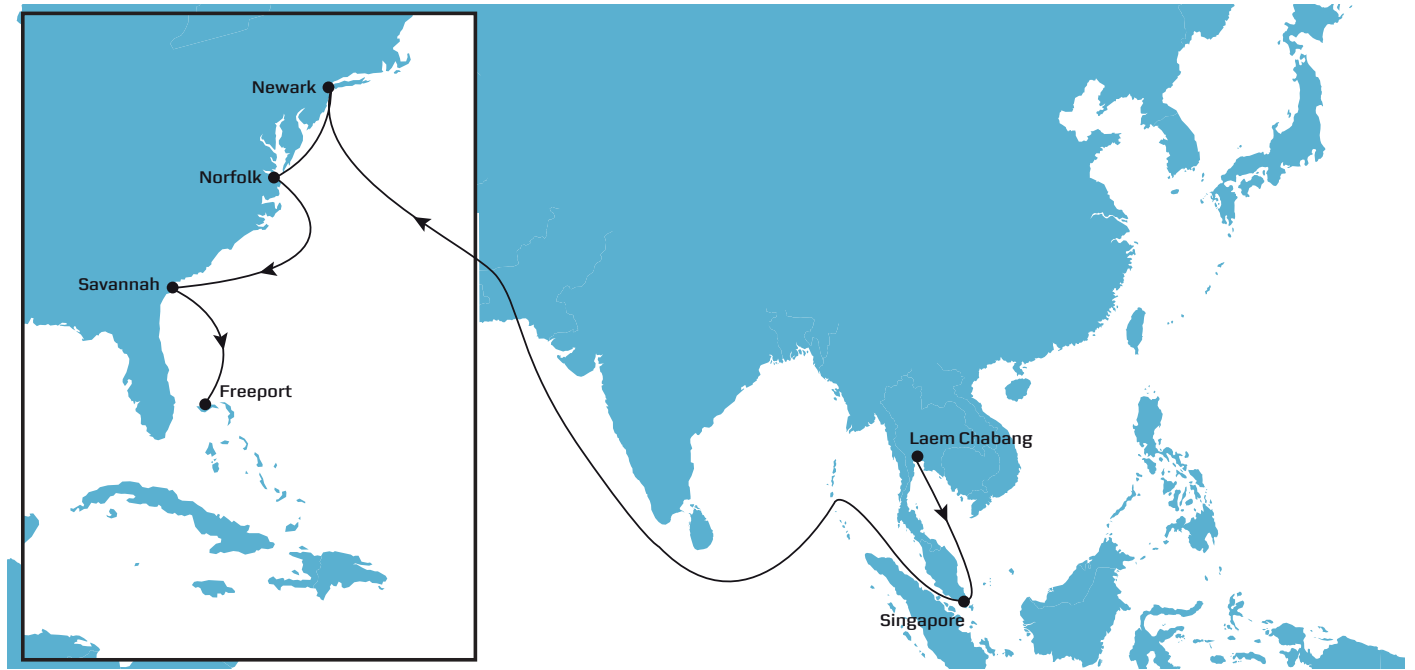 Newark
Norfolk
Savannah
Freeport
Laem Chabang
Singapore